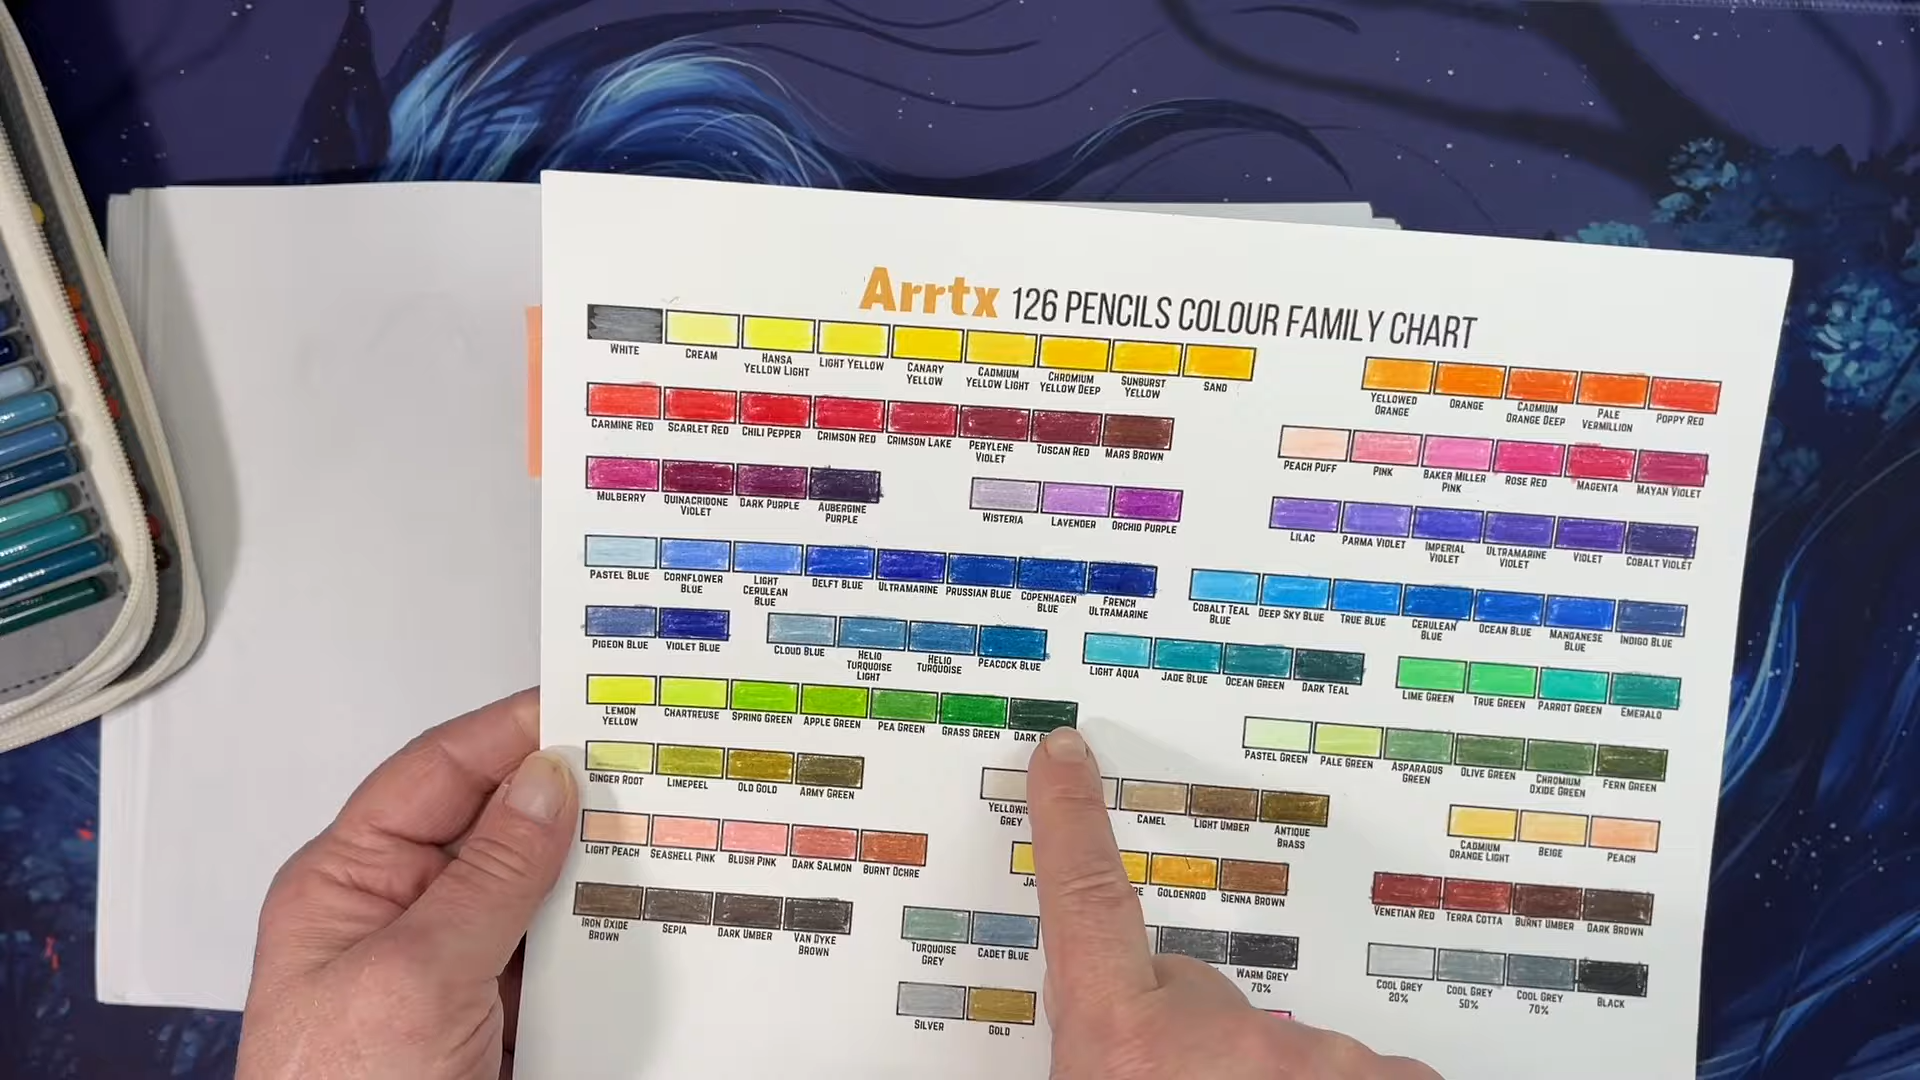 Arrtx 126 PENCILS COLOUR FAMILY CHART
WHITE
CREAM
HANSA
YELLOW LIGHT
LIGHT YELLOW
CANARY
YELLOW
CADMIUM
YELLOW LIGHT
CHROMIUM
YELLOW DEEP
SUNBURST
YELLOW
SAND
YELLOWED
ORANGE
ORANGE
CADMIUM
ORANGE DEEP
PALE
VERMILLION
POPPY RED
CARMINE RED
SCARLET RED
CHILI PEPPER
CRIMSON RED
CRIMSON LAKE
PERYLENE
VIOLET
TUSCAN RED
MARS BROWN
PEACH PUFF
PINK
BAKER MILLER
PINK
ROSE RED
MAGENTA
MAYAN VIOLET
MULBERRY
QUINACRIDONE
VIOLET
DARK PURPLE
AUBERGINE
PURPLE
WISTERIA
LAVENDER
ORCHID PURPLE
LILAC
PARMA VIOLET
IMPERIAL
VIOLET
ULTRAMARINE
VIOLET
VIOLET
COBALT VIOLET
PASTEL BLUE
CORNFLOWER
BLUE
LIGHT
CERULEAN
BLUE
DELFT BLUE
ULTRAMARINE
PRUSSIAN BLUE
COPENHAGEN
BLUE
FRENCH
ULTRAMARINE
COBALT TEAL
BLUE
DEEP SKY BLUE
TRUE BLUE
CERULEAN
BLUE
OCEAN BLUE
MANGANESE
BLUE
INDIGO BLUE
PIGEON BLUE
VIOLET BLUE
CLOUD BLUE
HELIO
TURQUOISE
LIGHT
HELIO
TURQUOISE
PEACOCK BLUE
LIGHT AQUA
JADE BLUE
OCEAN GREEN
DARK TEAL
LIME GREEN
TRUE GREEN
PARROT GREEN
EMERALD
LEMON
YELLOW
CHARTREUSE
SPRING GREEN
APPLE GREEN
PEA GREEN
GRASS GREEN
DARK
PASTEL GREEN
PALE GREEN
ASPARAGUS
GREEN
OLIVE GREEN
CHROMIUM
OXIDE GREEN
FERN GREEN
GINGER ROOT
LIMEPEEL
OLD GOLD
ARMY GREEN
GREY
CAMEL
LIGHT UMBER
ANTIQUE
BRASS
CADMIUM
ORANGE LIGHT
BEIGE
PEACH
LIGHT PEACH
SEASHELL PINK
BLUSH PINK
DARK SALMON
BURNT OCHRE
GOLDENROD
SIENNA BROWN
VENETIAN RED
TERRA COTTA
BURNT UMBER
DARK BROWN
IRON OXIDE
BROWN
SEPIA
DARK UMBER
VAN DYKE
BROWN
TURQUOISE
GREY
CADET BLUE
WARM GREY
70%
COOL GREY
20%
COOL GREY
50%
COOL GREY
70%
BLACK
SILVER
GOLD